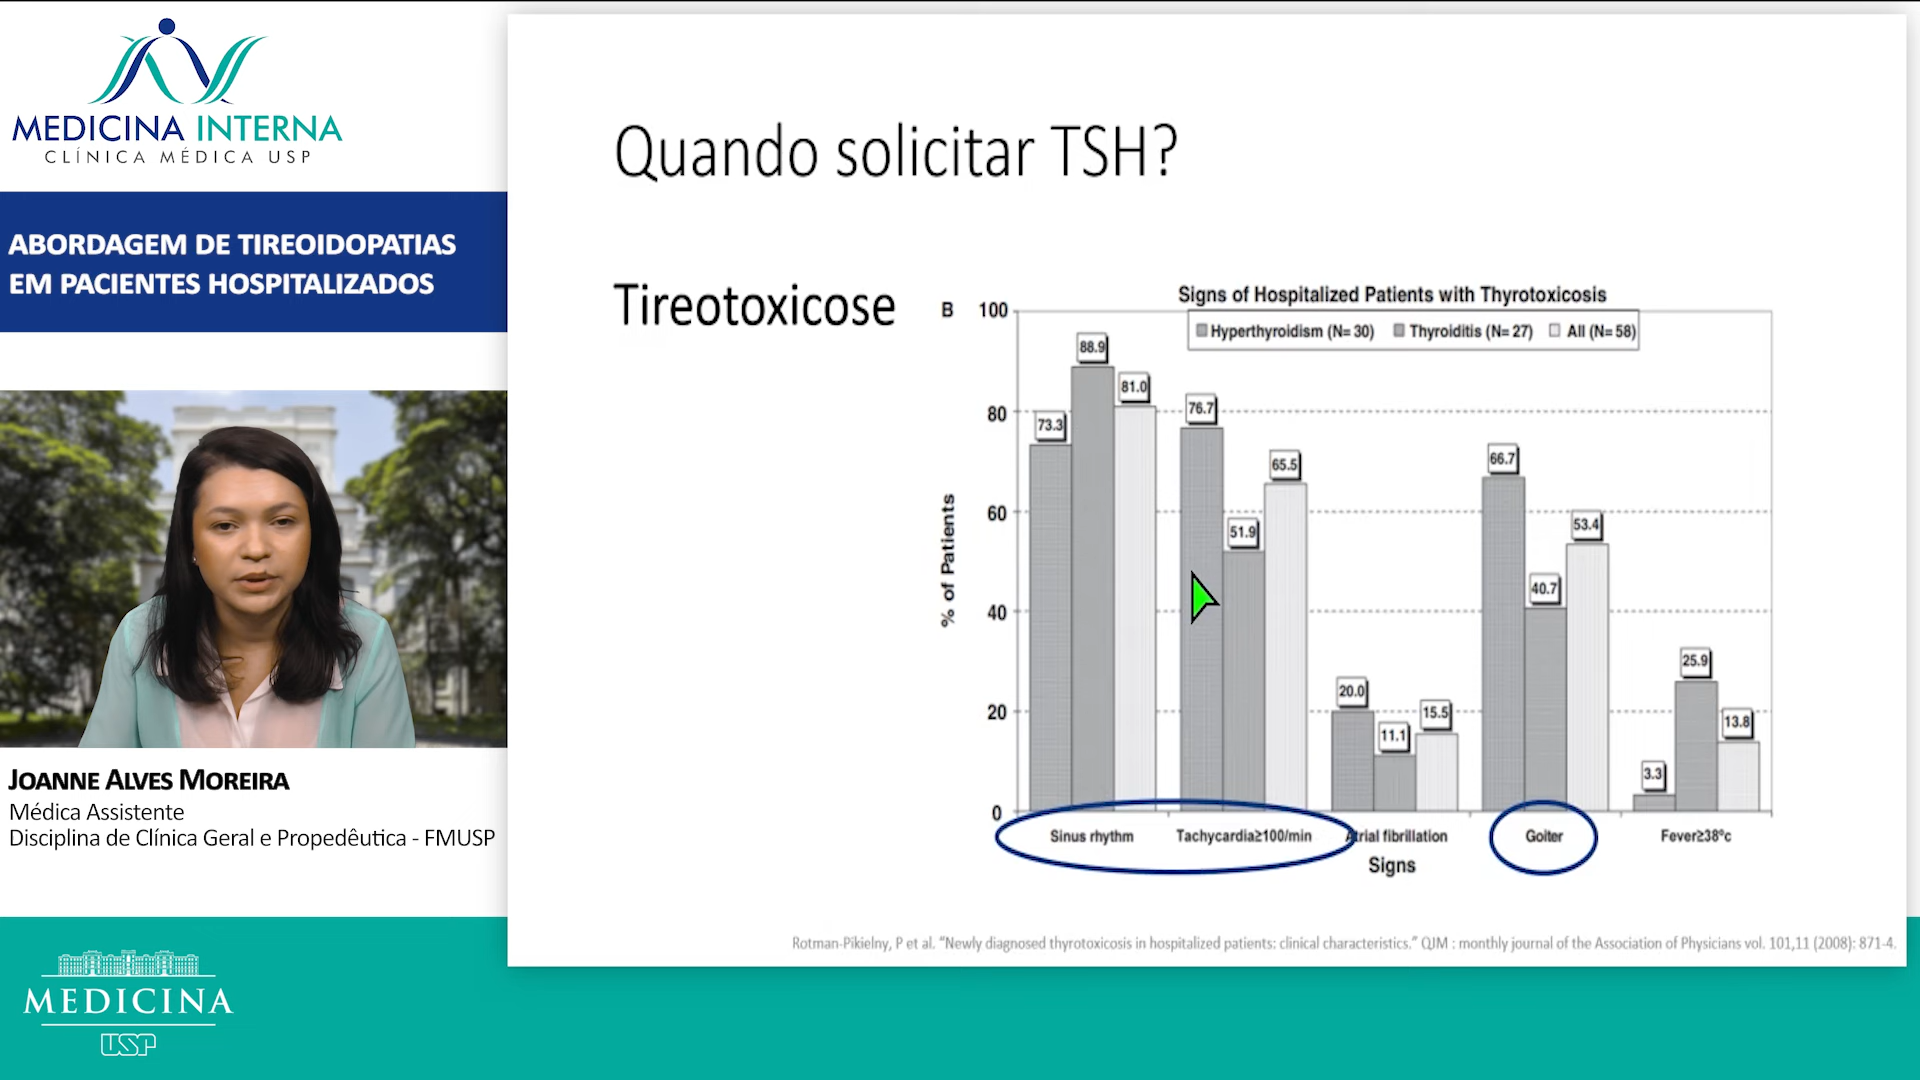 MEDICINA INTERNA
CLÍNICA MÉDICA USP
ABORDAGEM DE TIREOIDOPATIAS
EM PACIENTES HOSPITALIZADOS
JOANNE ALVES MOREIRA
Médica Assistente
Disciplina de Clínica Geral e Propedêutica - FMUSP
MEDICINA
USP
Quando solicitar TSH?
Tireotoxicose
B
Signs of Hospitalized Patients with Thyrotoxicosis
Hyperthyroidism (N=30) Thyroiditis (N=27) All (N=58)
% of Patients
100
80
60
40
20
0
73.3 88.9 81.0
76.7 51.9 65.5
20.0 11.1 15.5
66.7 40.7 53.4
3.3 25.9 13.8
Sinus rhythm Tachycardia≥100/min Atrial fibrillation Goiter Fever≥38ºc
Signs
Rotman-Pikielny, P et al. “Newly diagnosed thyrotoxicosis in hospitalized patients: clinical characteristics.” QJM : monthly journal of the Association of Physicians vol. 101,11 (2008): 871-4.